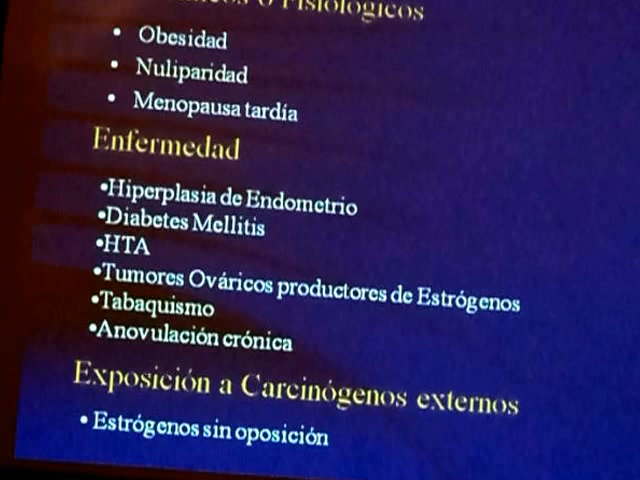 o Fisiológicos
• Obesidad
• Nuliparidad
• Menopausa tardía
Enfermedad
•Hiperplasia de Endometrio
•Diabetes Mellitis
•HTA
•Tumores Ováricos productores de Estrógenos
•Tabaquismo
•Anovulación crónica
Exposición a Carcinógenos externos
• Estrógenos sin oposición